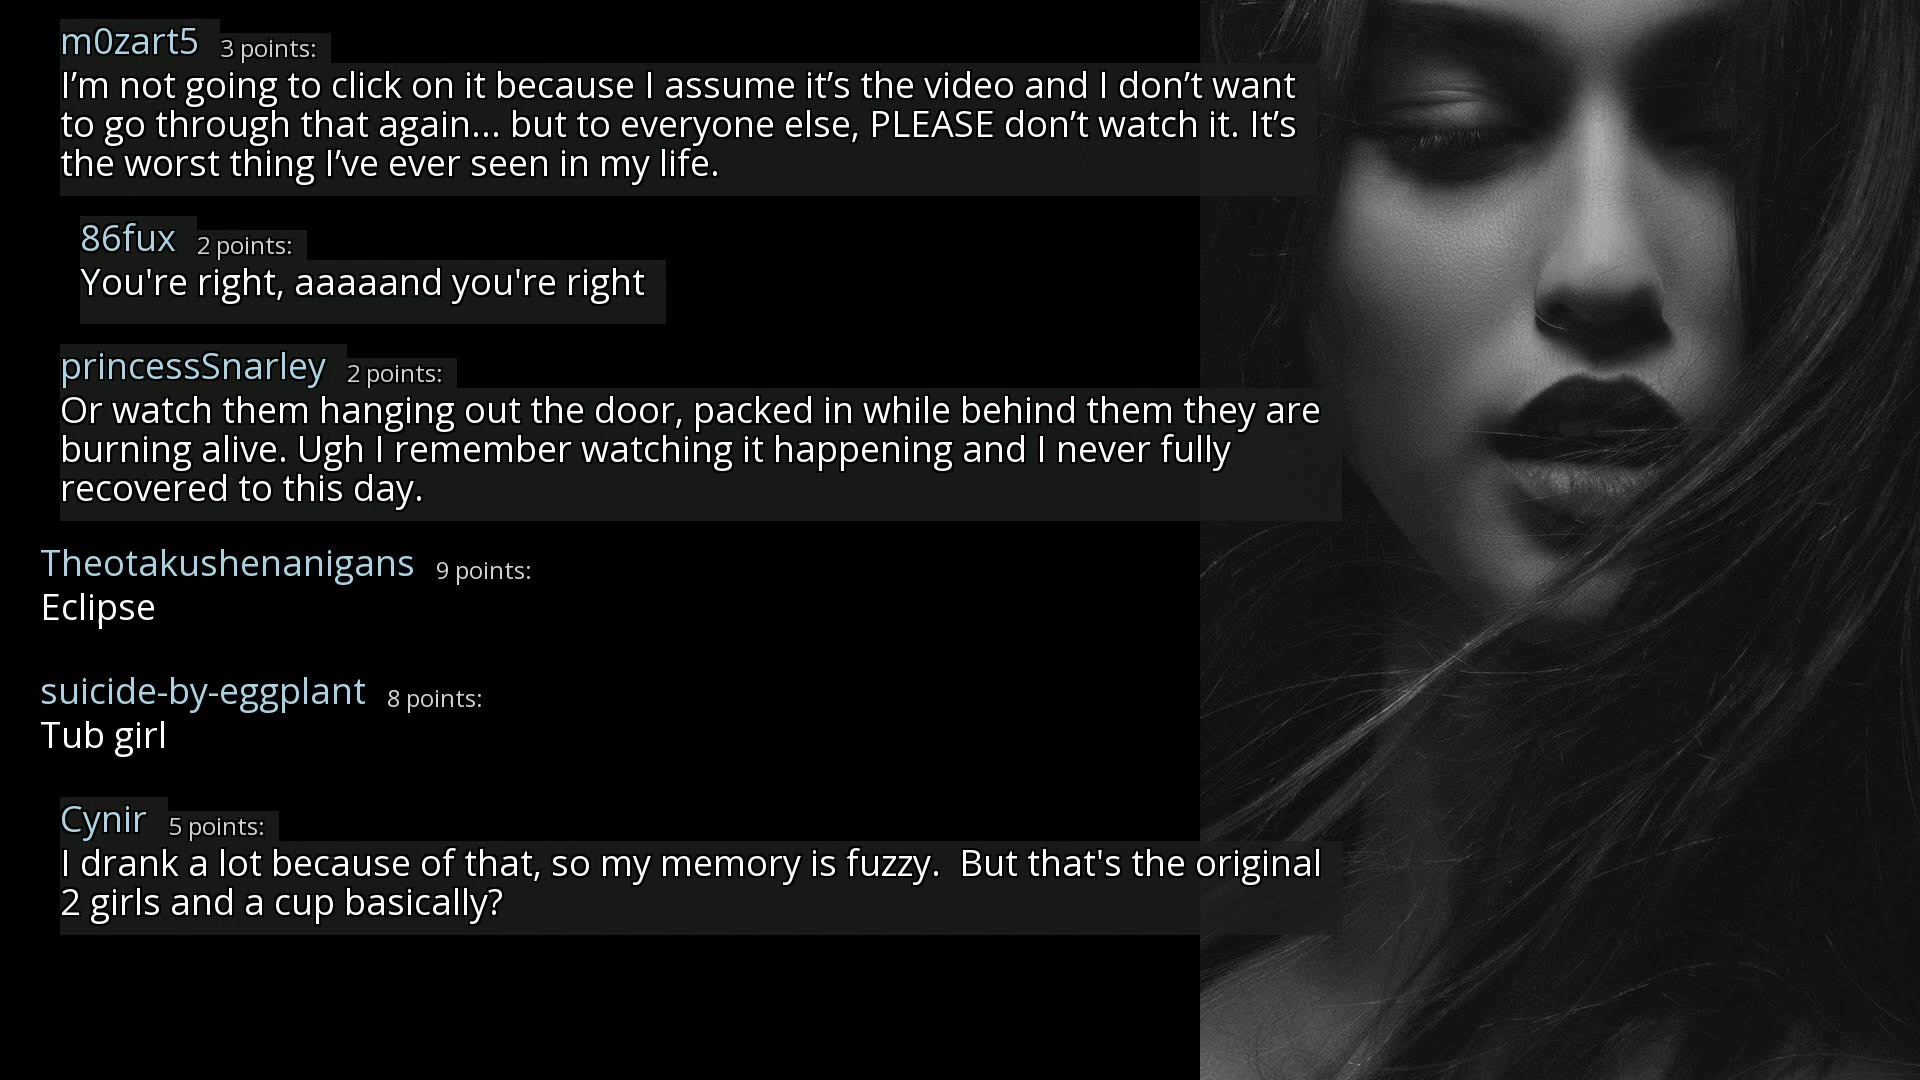 m0zart5 3 points:
I’m not going to click on it because I assume it’s the video and I don’t want
to go through that again... but to everyone else, PLEASE don’t watch it. It’s
the worst thing I’ve ever seen in my life.
86fux 2 points:
You're right, aaaaand you're right
princessSnarley 2 points:
Or watch them hanging out the door, packed in while behind them they are
burning alive. Ugh I remember watching it happening and I never fully
recovered to this day.
Theotakushenanigans 9 points:
Eclipse
suicide-by-eggplant 8 points:
Tub girl
Cynir 5 points:
I drank a lot because of that, so my memory is fuzzy.  But that's the original
2 girls and a cup basically?